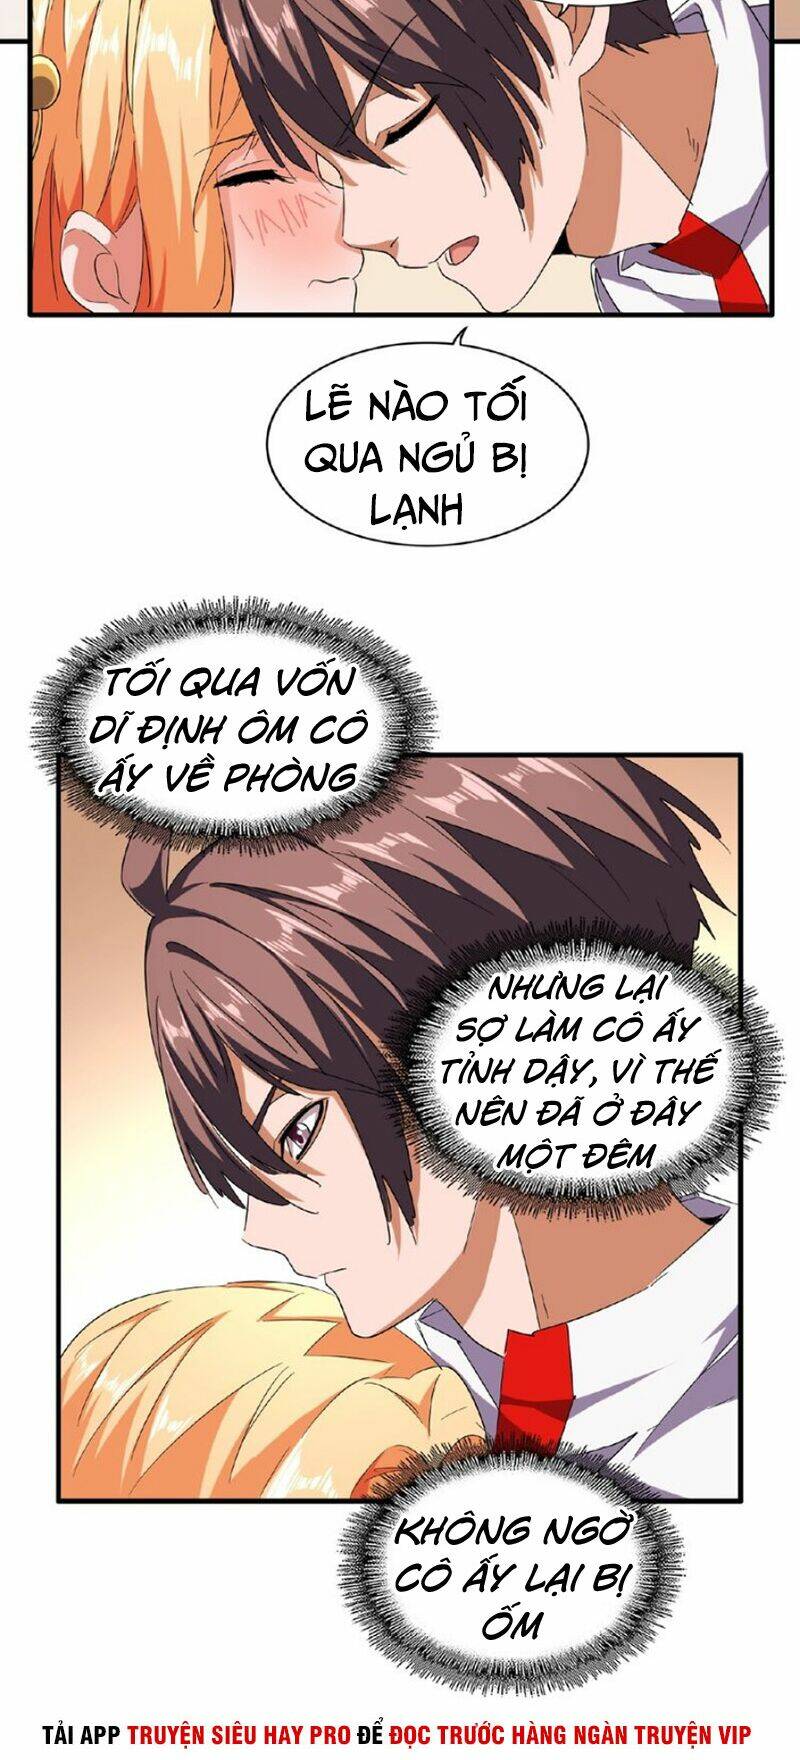 LẼ NÀO TỐI
QUA NGỦ BỊ
LẠNH
TỐI QUA VỐN
DĨ ĐỊNH ÔM CÔ
ẤY VỀ PHÒNG
NHƯNG LẠI
SỢ LÀM CÔ ẤY
TỈNH DẬY, VÌ THẾ
NÊN ĐÃ Ở ĐÂY
MỘT ĐÊM
KHÔNG NGỜ
CÔ ẤY LẠI BỊ
ỐM
TẢI APP TRUYỆN SIÊU HAY PRO ĐỂ ĐỌC TRƯỚC HÀNG NGÀN TRUYỆN VIP